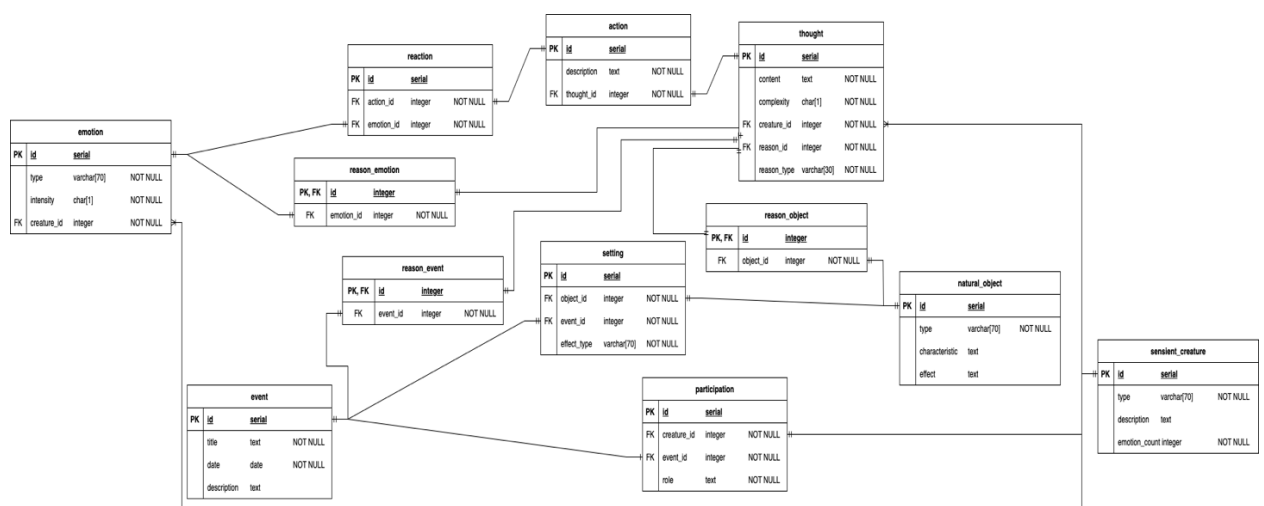 action
PK id serial
description text NOT NULL
FK thought_id integer NOT NULL
thought
PK id serial
content text NOT NULL
complexity char[1] NOT NULL
FK creature_id integer NOT NULL
FK reason_id integer NOT NULL
reason_type varchar[30] NOT NULL
reaction
PK id serial
FK action_id integer NOT NULL
FK emotion_id integer NOT NULL
emotion
PK id serial
type varchar[70] NOT NULL
intensity char[1] NOT NULL
FK creature_id integer NOT NULL
reason_emotion
PK, FK id integer
FK emotion_id integer NOT NULL
reason_object
PK, FK id integer
FK object_id integer NOT NULL
setting
PK id serial
FK object_id integer NOT NULL
FK event_id integer NOT NULL
effect_type varchar[70] NOT NULL
reason_event
PK, FK id integer
FK event_id integer NOT NULL
natural_object
PK id serial
type varchar[70] NOT NULL
characteristic text
effect text
sensient_creature
PK id serial
type varchar[70] NOT NULL
description text
emotion_count integer NOT NULL
participation
PK id serial
FK creature_id integer NOT NULL
FK event_id integer NOT NULL
role text NOT NULL
event
PK id serial
title text NOT NULL
date date NOT NULL
description text